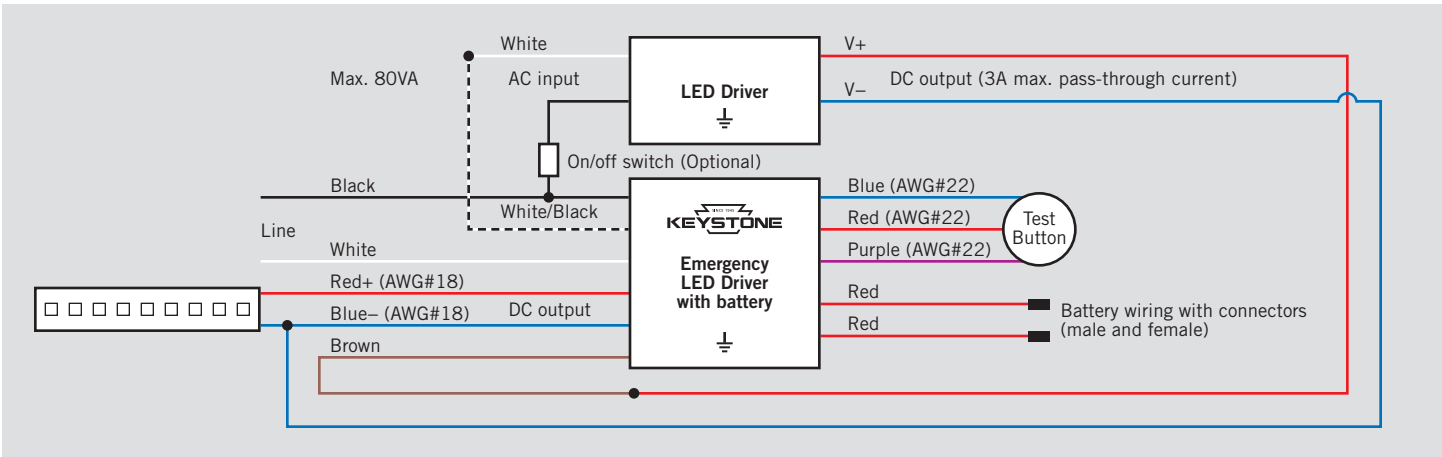 White
V+
Max. 80VA
AC input
LED Driver
DC output (3A max. pass-through current)
V–
On/off switch (Optional)
Black
White/Black
Line
White
Red+ (AWG#18)
Blue– (AWG#18)
DC output
Brown
SINCE 1945
KEYSTONE
Emergency
LED Driver
with battery
Blue (AWG#22)
Red (AWG#22)
Purple (AWG#22)
Test
Button
Red
Red
Battery wiring with connectors
(male and female)